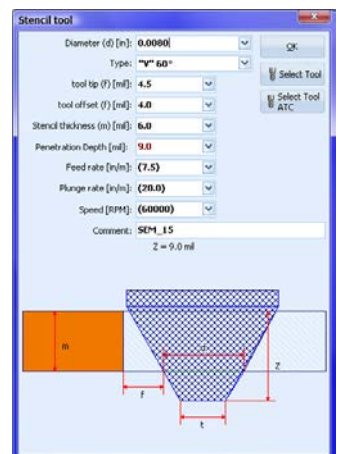 Stencil tool
Diameter (d) [in]: 0.0080
OK
Type: "V" 60°
Select Tool
tool tip (f) [mil]: 4.5
Select Tool ATC
tool offset (f) [mil]: 4.0
Stencil thickness (m) [mil]: 6.0
Penetration Depth [mil]: 9.0
Feed rate [in/m]: (7.5)
Plunge rate [in/m]: (20.0)
Speed [RPM]: (60000)
Comment: SEM_15
Z = 9.0 mil
m
d
Z
f
t